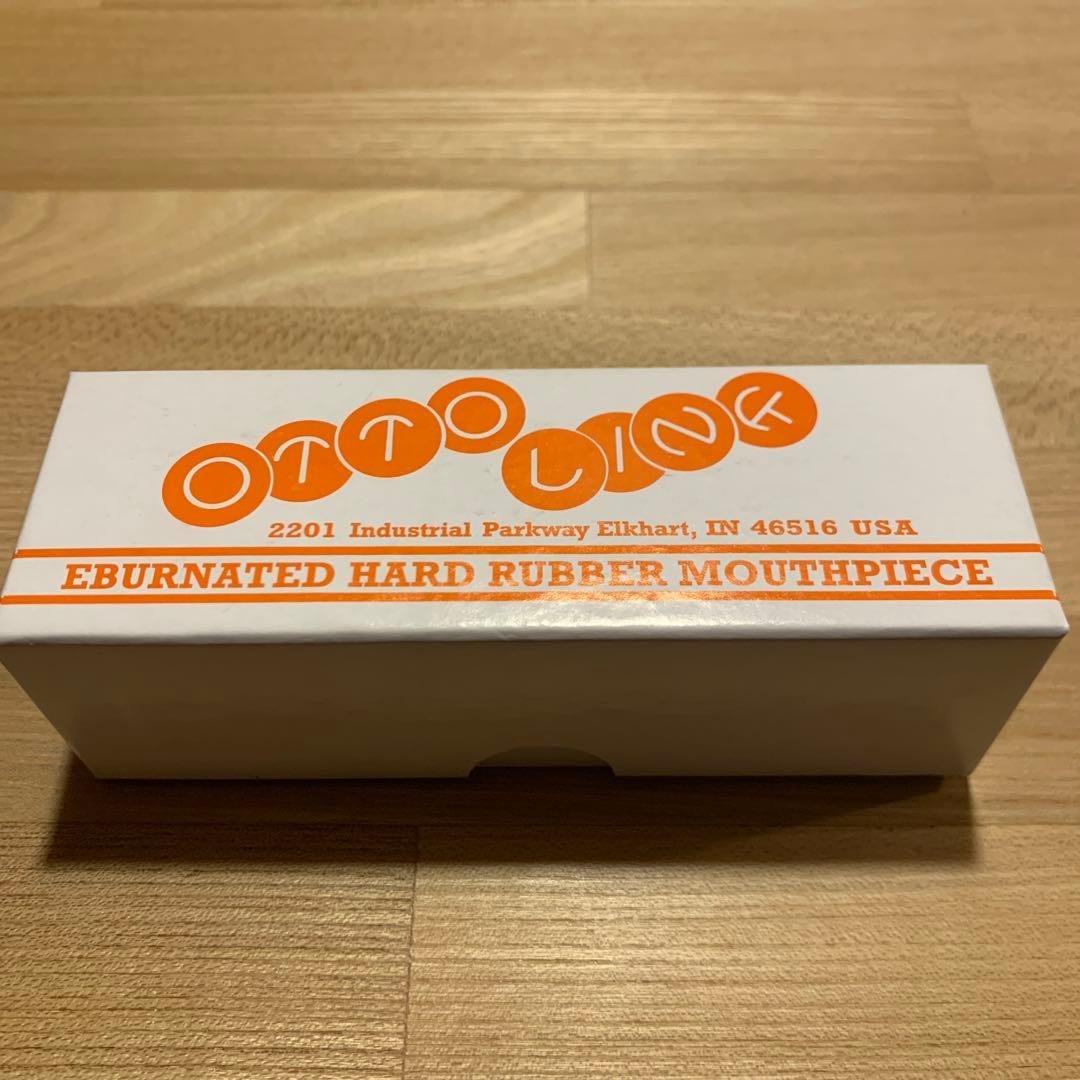 OTTO LINK
2201 Industrial Parkway Elkhart, IN 46516 USA
EBURNATED HARD RUBBER MOUTHPIECE